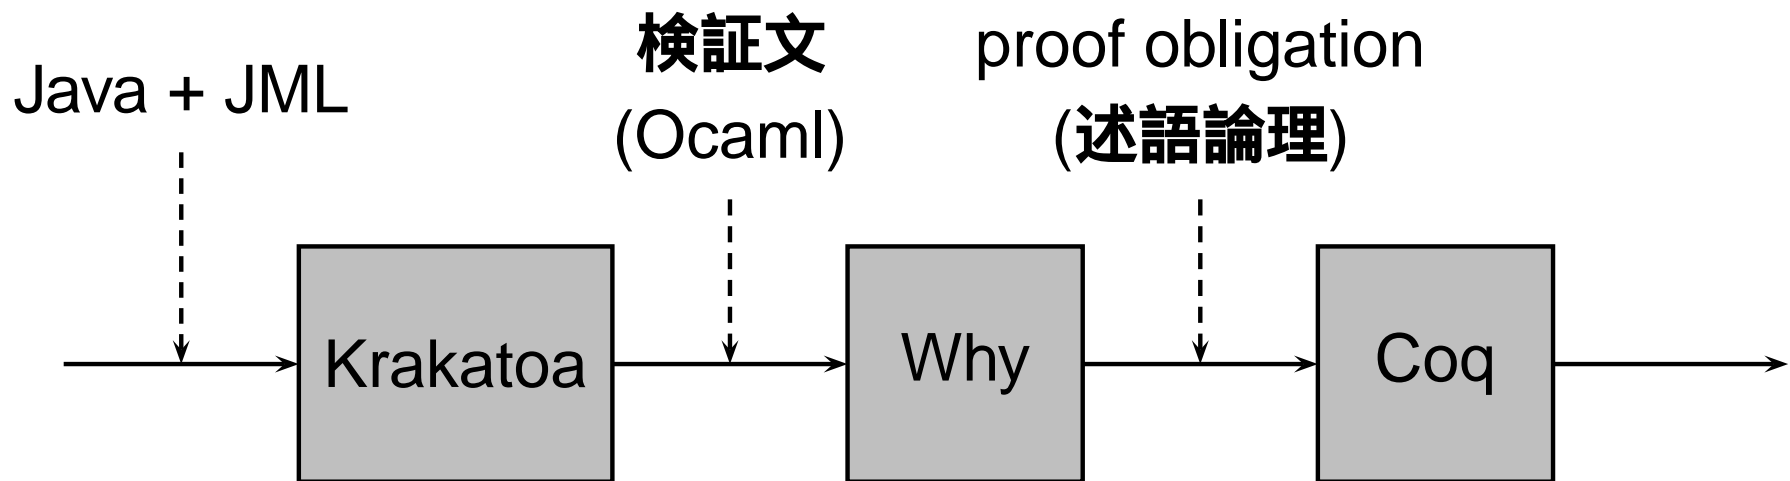 Java + JML
検証文
(Ocaml)
proof obligation
(述語論理)
Krakatoa
Why
Coq